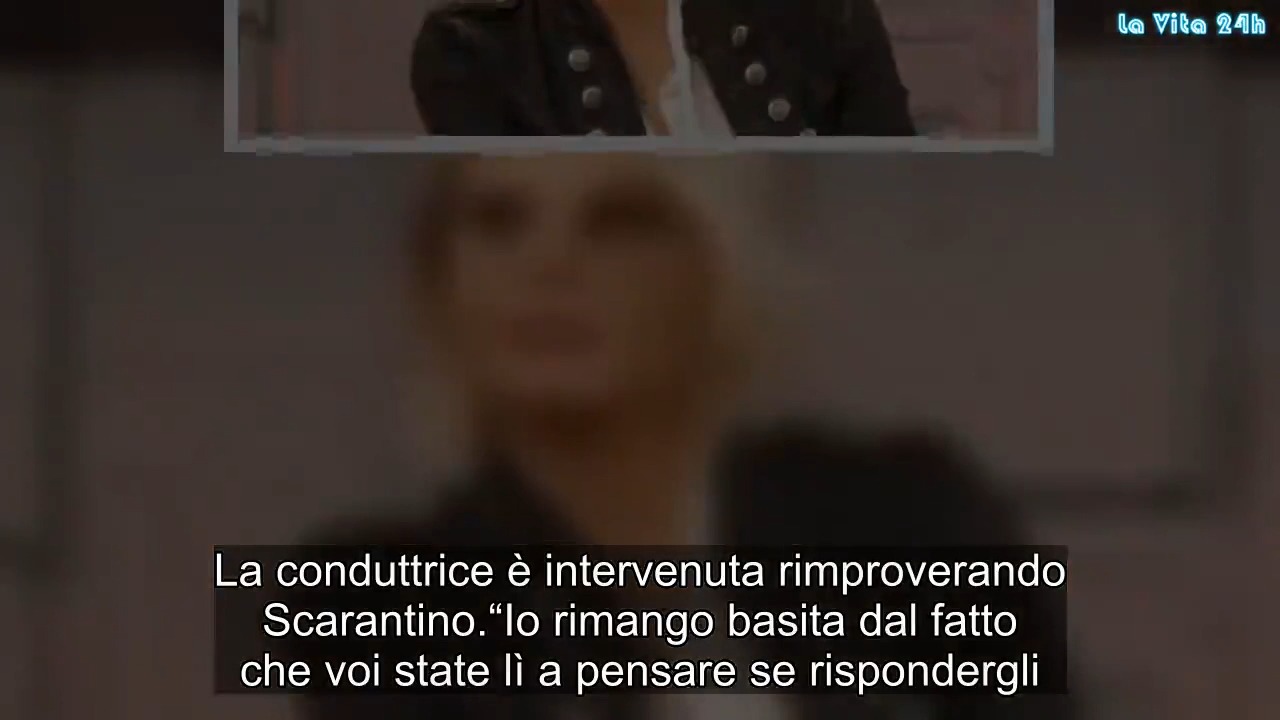 La Vita 24h
La conduttrice è intervenuta rimproverando
Scarantino.“Io rimango basita dal fatto
che voi state lì a pensare se rispondergli